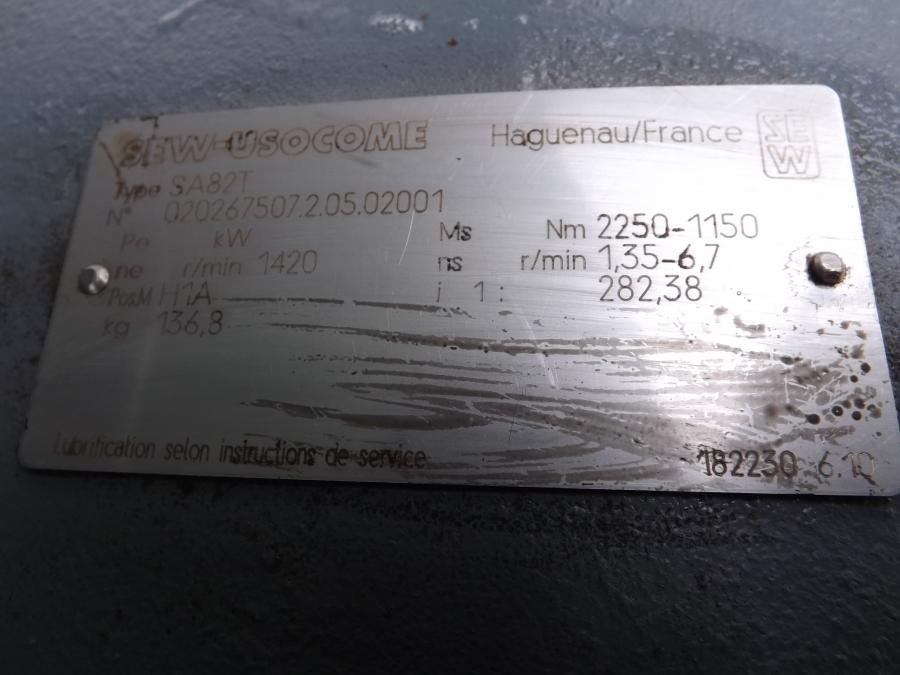 SEW-USOCOME Haguenau/France SEW
Type SA82T
N° 020267507.2.05.02001
Pe kW Ms Nm 2250-1150
ne r/min 1420 ns r/min 1,35-6,7
PosM H1A i 1: 282,38
kg 136,8
Lubrification selon instructions de service 182230 6.10